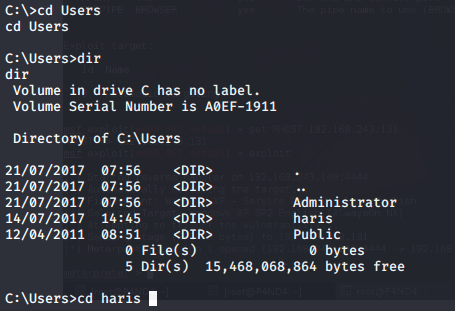 C:\>cd Users
cd Users
C:\Users>dir
dir
 Volume in drive C has no label.
 Volume Serial Number is A0EF-1911
 Directory of C:\Users
21/07/2017  07:56    <DIR>          .
21/07/2017  07:56    <DIR>          ..
21/07/2017  07:56    <DIR>          Administrator
14/07/2017  14:45    <DIR>          haris
12/04/2011  08:51    <DIR>          Public
               0 File(s)              0 bytes
               5 Dir(s)  15,468,068,864 bytes free
C:\Users>cd haris